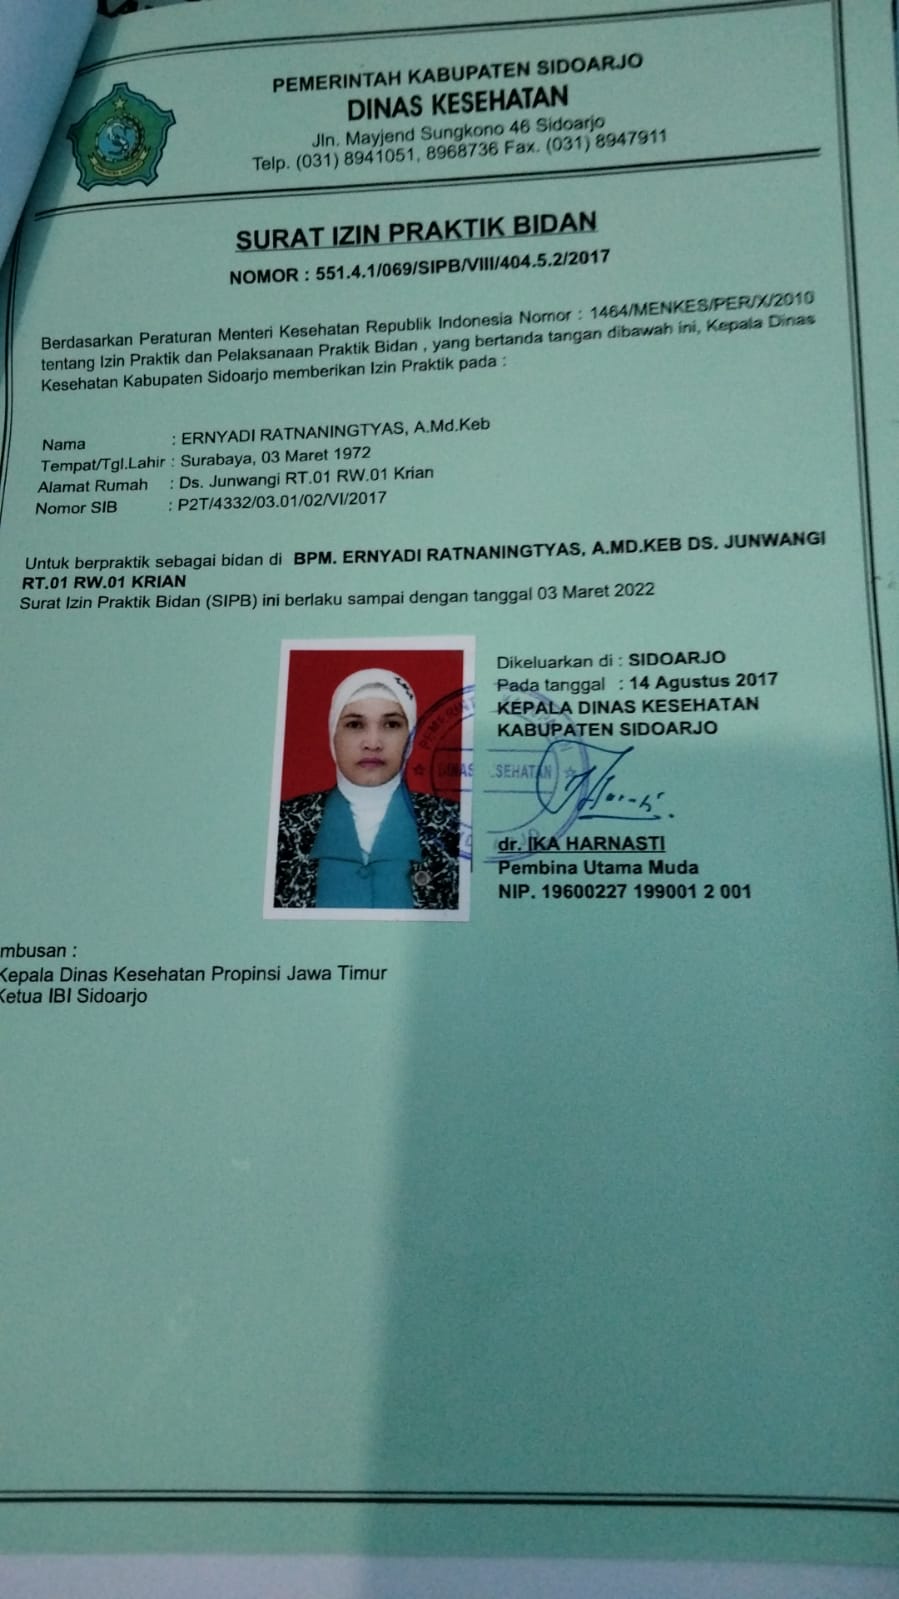 PEMERINTAH KABUPATEN SIDOARJO
DINAS KESEHATAN
Jln. Mayjend Sungkono 46 Sidoarjo
Telp. (031) 8941051, 8968736 Fax. (031) 8947911
SURAT IZIN PRAKTIK BIDAN
NOMOR : 551.4.1/069/SIPB/VIII/404.5.2/2017
Berdasarkan Peraturan Menteri Kesehatan Republik Indonesia Nomor : 1464/MENKES/PER/X/2010
tentang Izin Praktik dan Pelaksanaan Praktik Bidan , yang bertanda tangan dibawah ini, Kepala Dinas
Kesehatan Kabupaten Sidoarjo memberikan Izin Praktik pada :
Nama : ERNYADI RATNANINGTYAS, A.Md.Keb
Tempat/Tgl.Lahir : Surabaya, 03 Maret 1972
Alamat Rumah : Ds. Junwangi RT.01 RW.01 Krian
Nomor SIB : P2T/4332/03.01/02/VI/2017
Untuk berpraktik sebagai bidan di BPM. ERNYADI RATNANINGTYAS, A.MD.KEB DS. JUNWANGI
RT.01 RW.01 KRIAN
Surat Izin Praktik Bidan (SIPB) ini berlaku sampai dengan tanggal 03 Maret 2022
Dikeluarkan di : SIDOARJO
Pada tanggal : 14 Agustus 2017
KEPALA DINAS KESEHATAN
KABUPATEN SIDOARJO
dr. IKA HARNASTI
Pembina Utama Muda
NIP. 19600227 199001 2 001
mbusan :
Kepala Dinas Kesehatan Propinsi Jawa Timur
Ketua IBI Sidoarjo